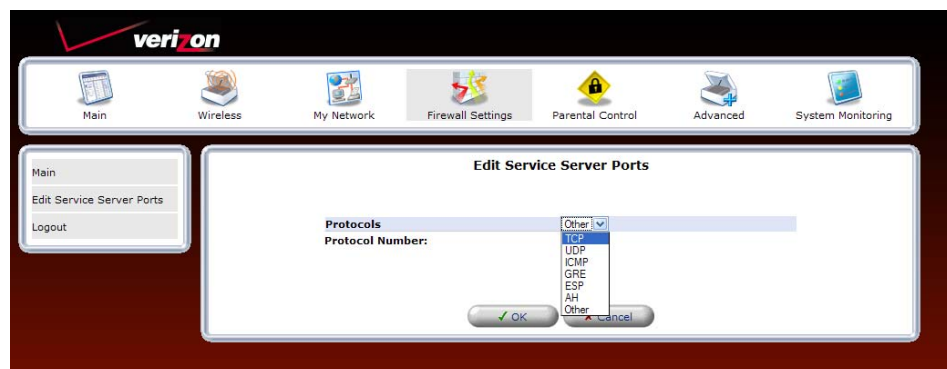 verizon
Main Wireless My Network Firewall Settings Parental Control Advanced System Monitoring
Main
Edit Service Server Ports
Logout
Edit Service Server Ports
Protocols Other
Protocol Number:
TCP
UDP
ICMP
GRE
ESP
AH
Other
OK Cancel